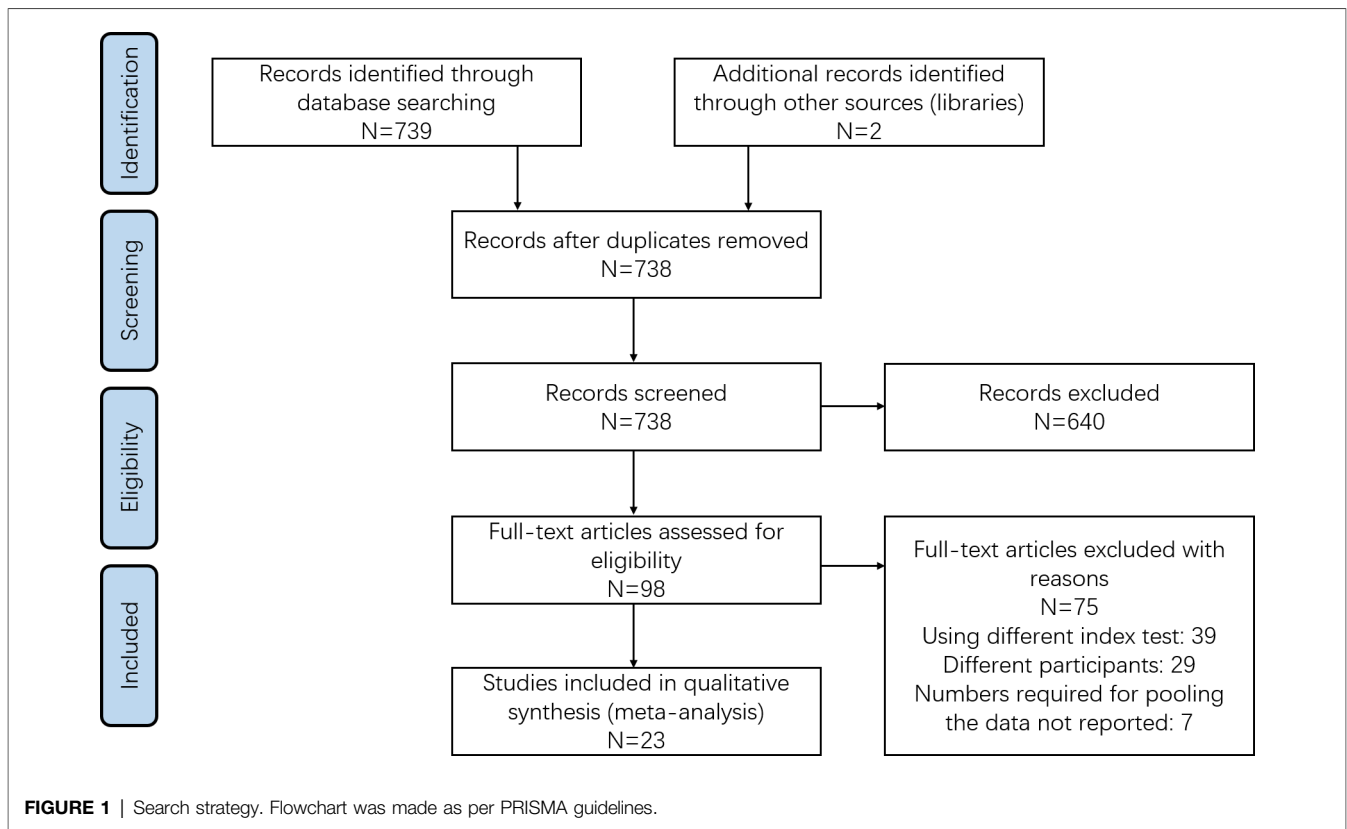 Identification
Records identified through
database searching
N=739
Additional records identified
through other sources (libraries)
N=2
Screening
Records after duplicates removed
N=738
Records screened
N=738
Records excluded
N=640
Eligibility
Full-text articles assessed for
eligibility
N=98
Full-text articles excluded with
reasons
N=75
Using different index test: 39
Different participants: 29
Numbers required for pooling
the data not reported: 7
Included
Studies included in qualitative
synthesis (meta-analysis)
N=23
FIGURE 1 | Search strategy. Flowchart was made as per PRISMA guidelines.